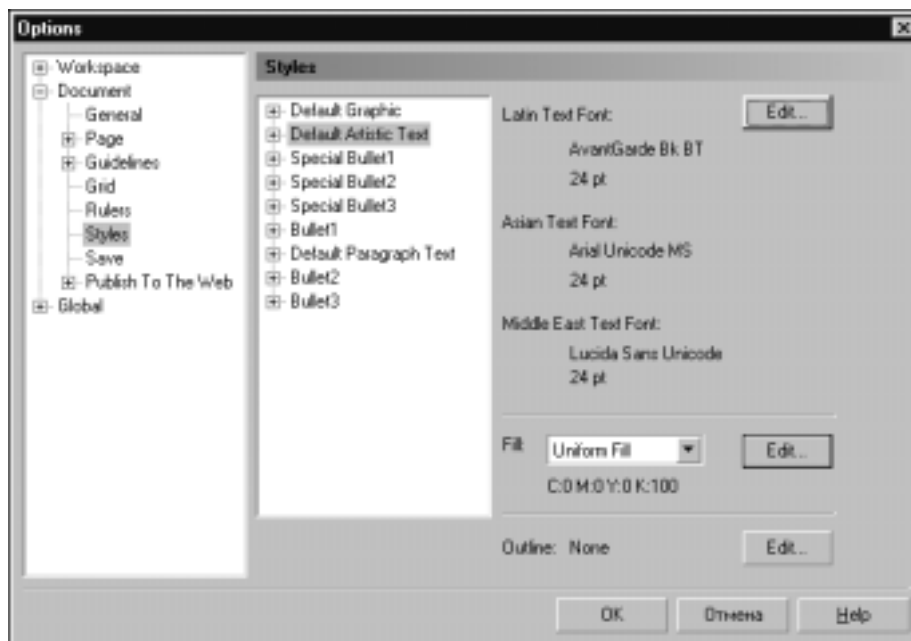 Options
Workspace
Document
General
Page
Guidelines
Grid
Rulers
Styles
Save
Publish To The Web
Global
Styles
Default Graphic
Default Artistic Text
Special Bullet1
Special Bullet2
Special Bullet3
Bullet1
Default Paragraph Text
Bullet2
Bullet3
Latin Text Font:
Edit...
AvantGarde Bk BT
24 pt
Asian Text Font:
Arial Unicode MS
24 pt
Middle East Text Font:
Lucida Sans Unicode
24 pt
Fill: Uniform Fill Edit...
C:0 M:0 Y:0 K:100
Outline: None Edit...
OK Отмена Help